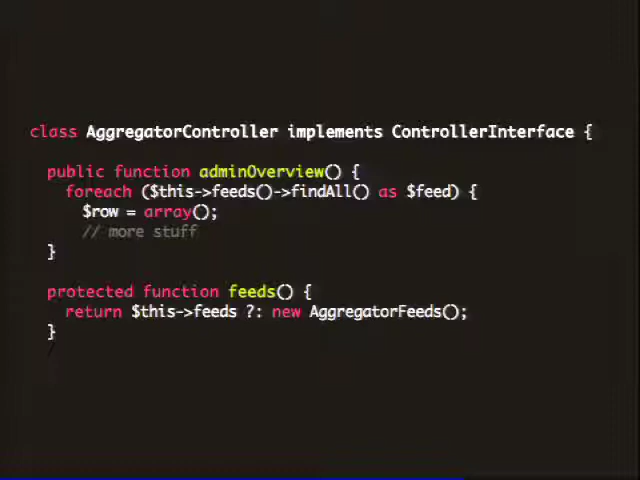 class AggregatorController implements ControllerInterface {
public function adminOverview() {
foreach ($this->feeds()->findAll() as $feed) {
$row = array();
// more stuff
}
protected function feeds() {
return $this->feeds ?: new AggregatorFeeds();
}